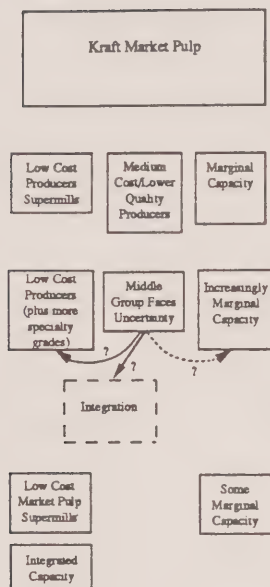 Kraft Market Pulp
Low Cost
Producers
Supermills
Medium
Cost/Lower
Quality
Producers
Marginal
Capacity
Low Cost
Producers
(plus more
specialty
grades)
Middle
Group Faces
Uncertainty
Increasingly
Marginal
Capacity
?
?
?
Integration
Low Cost
Market Pulp
Supermills
Some
Marginal
Capacity
Integrated
Capacity